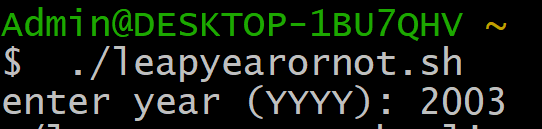 Admin@DESKTOP-1BU7QHV ~
$ ./leapyearornot.sh
enter year (YYYY): 2003